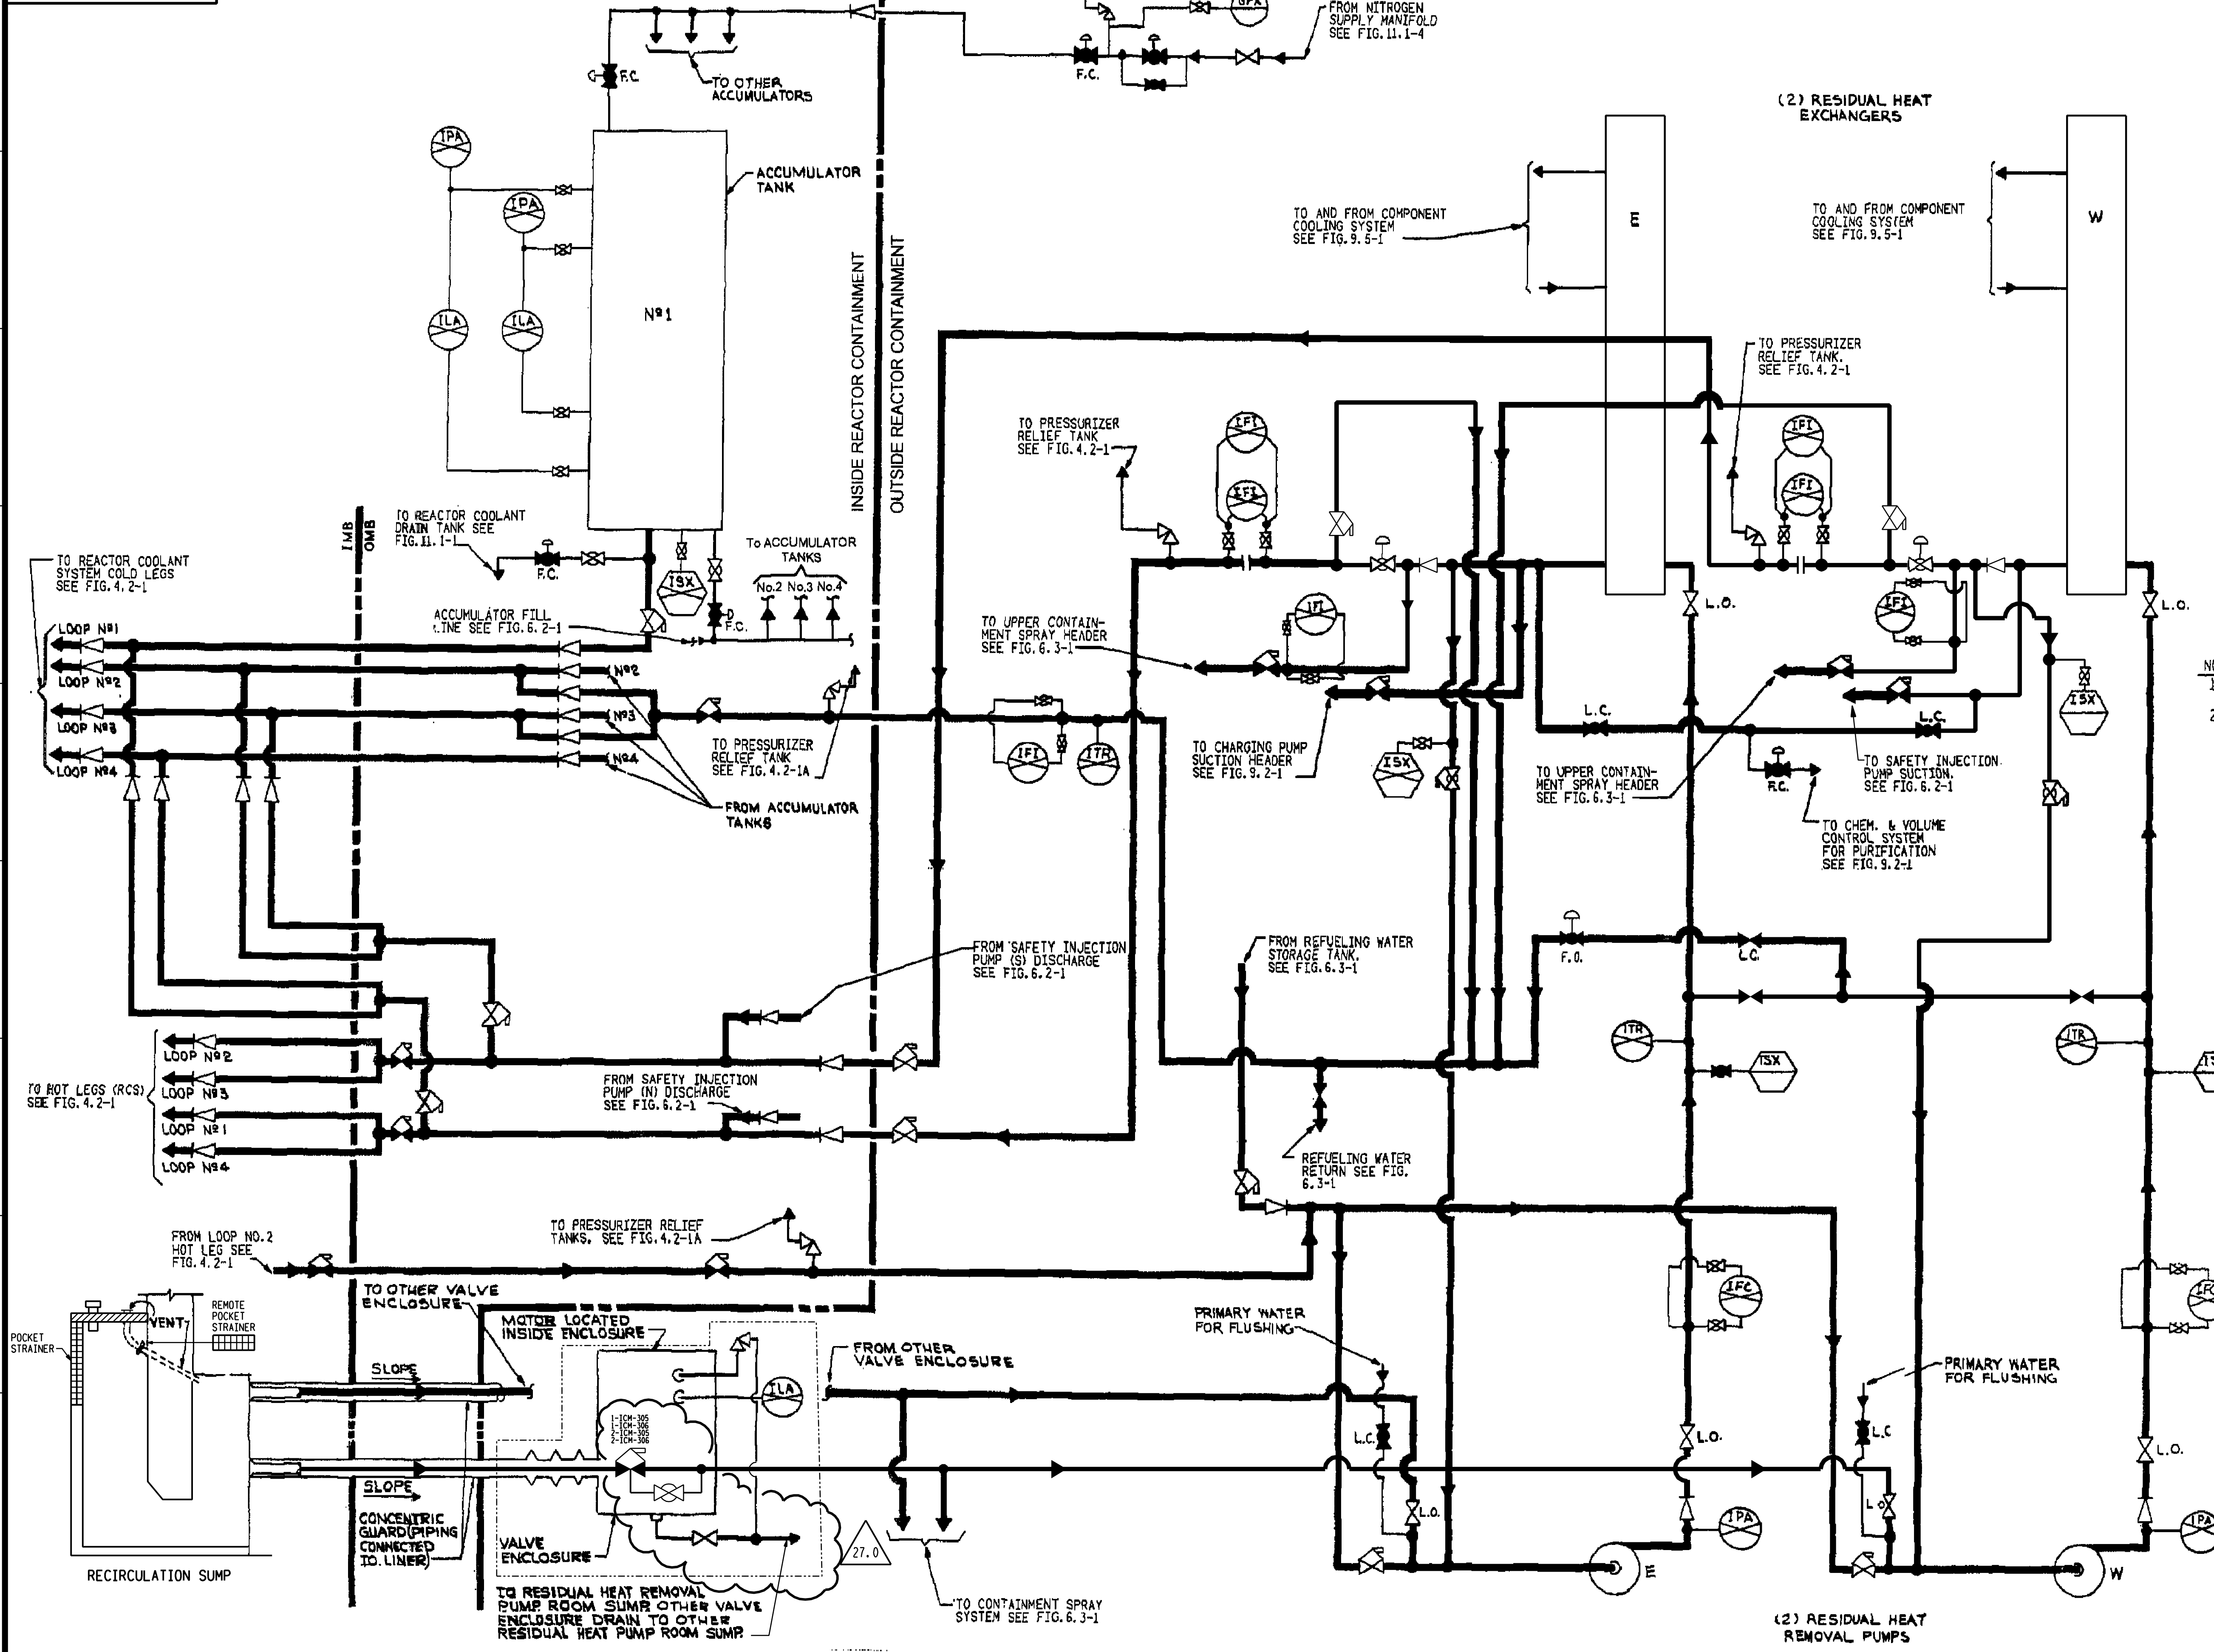 FROM NITROGEN
SUPPLY MANIFOLD
SEE FIG.11.1-4
F.C.
F.C.
TO OTHER
ACCUMULATORS
(2) RESIDUAL HEAT
EXCHANGERS
IPA
IPA
ACCUMULATOR
TANK
Nº1
ILA
ILA
INSIDE REACTOR CONTAINMENT
OUTSIDE REACTOR CONTAINMENT
TO AND FROM COMPONENT
COOLING SYSTEM
SEE FIG.9.5-1
E
TO AND FROM COMPONENT
COOLING SYSTEM
SEE FIG.9.5-1
W
TO PRESSURIZER
RELIEF TANK.
SEE FIG.4.2-1
TO PRESSURIZER
RELIEF TANK
SEE FIG.4.2-1
IFI
IFI
IFI
IFI
IMB
OMB
TO REACTOR COOLANT
DRAIN TANK SEE
FIG.11.1-1
F.C.
TO REACTOR COOLANT
SYSTEM COLD LEGS
SEE FIG.4.2-1
ISX
To ACCUMULATOR
TANKS
No.2 No.3 No.4
D
F.C.
ACCUMULATOR FILL
LINE SEE FIG.6.2-1
LOOP Nº1
LOOP Nº2
LOOP Nº3
LOOP Nº4
Nº2
Nº3
Nº4
FROM ACCUMULATOR
TANKS
TO PRESSURIZER
RELIEF TANK
SEE FIG.4.2-1A
IFI
ITR
TO UPPER CONTAIN-
MENT SPRAY HEADER
SEE FIG.6.3-1
IFI
TO CHARGING PUMP
SUCTION HEADER
SEE FIG.9.2-1
ISX
L.O.
IFI
L.O.
ISX
L.C.
L.C.
F.C.
TO UPPER CONTAIN-
MENT SPRAY HEADER
SEE FIG.6.3-1
TO SAFETY INJECTION
PUMP SUCTION.
SEE FIG.6.2-1
TO CHEM. & VOLUME
CONTROL SYSTEM
FOR PURIFICATION
SEE FIG.9.2-1
FROM SAFETY INJECTION
PUMP (S) DISCHARGE
SEE FIG.6.2-1
FROM REFUELING WATER
STORAGE TANK.
SEE FIG.6.3-1
F.O.
L.C.
ITR
ISX
ITR
TO HOT LEGS (RCS)
SEE FIG.4.2-1
LOOP Nº2
LOOP Nº3
LOOP Nº1
LOOP Nº4
FROM SAFETY INJECTION
PUMP (N) DISCHARGE
SEE FIG.6.2-1
REFUELING WATER
RETURN SEE FIG.
6.3-1
FROM LOOP NO.2
HOT LEG SEE
FIG.4.2-1
TO PRESSURIZER RELIEF
TANKS. SEE FIG.4.2-1A
TO OTHER VALVE
ENCLOSURE
MOTOR LOCATED
INSIDE ENCLOSURE
REMOTE
POCKET
STRAINER
VENT
POCKET
STRAINER
SLOPE
SLOPE
CONCENTRIC
GUARD(PIPING
CONNECTED
TO LINER)
RECIRCULATION SUMP
ILA
1-ICM-305
1-ICM-306
2-ICM-305
2-ICM-306
VALVE
ENCLOSURE
27.0
FROM OTHER
VALVE ENCLOSURE
TO RESIDUAL HEAT REMOVAL
PUMP ROOM SUMP. OTHER VALVE
ENCLOSURE DRAIN TO OTHER
RESIDUAL HEAT PUMP ROOM SUMP.
TO CONTAINMENT SPRAY
SYSTEM SEE FIG.6.3-1
PRIMARY WATER
FOR FLUSHING
L.C.
L.O.
IFC
L.O.
IPA
E
PRIMARY WATER
FOR FLUSHING
L.C
L.O
L.O.
IPA
W
(2) RESIDUAL HEAT
REMOVAL PUMPS